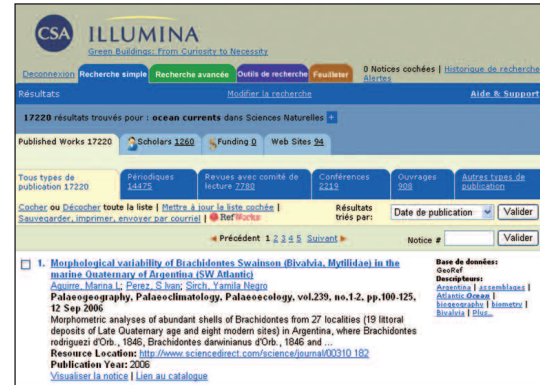 CSA ILLUMINA
Green Buildings: From Curiosity to Necessity
Deconnexion Recherche simple Recherche avancée Outils de recherche Feuilleter 0 Notices cochées | Historique de recherche
Alertes
Résultats Modifier la recherche Aide & Support
17220 résultats trouvés pour : ocean currents dans Sciences Naturelles +
Published Works 17220 Scholars 1260 Funding 0 Web Sites 94
Tous types de publication 17220 Périodiques 14475 Revues avec comité de lecture 7780 Conférences 2219 Ouvrages 908 Autres types de publication
Cocher ou Décocher toute la liste | Mettre à jour la liste cochée | Résultats triés par: Date de publication Valider
Sauvegarder, imprimer, envoyer par courriel | RefWorks
Précédent 1 2 3 4 5 Suivant Notice # Valider
1. Morphological variability of Brachidontes Swainson (Bivalvia, Mytilidae) in the
marine Quaternary of Argentina (SW Atlantic)
Aguirre, Marina L; Perez, S Ivan; Sirch, Yamila Negro
Palaeogeography, Palaeoclimatology, Palaeoecology, vol.239, no.1-2, pp.100-125,
12 Sep 2006
Morphometric analyses of abundant shells of Brachidontes from 27 localities (19 littoral
deposits of Late Quaternary age and eight modern sites) in Argentina, where Brachidontes
rodriguezi d'Orb., 1846, Brachidontes darwinianus d'Orb., 1846 and ...
Resource Location: http://www.sciencedirect.com/science/journal/00310 182
Publication Year: 2006
Visualiser la notice | Lien au catalogue
Base de données:
GeoRef
Descripteurs:
Argentina | assemblages |
Atlantic Ocean |
biogeography | biometry |
Bivalvia | Plus...